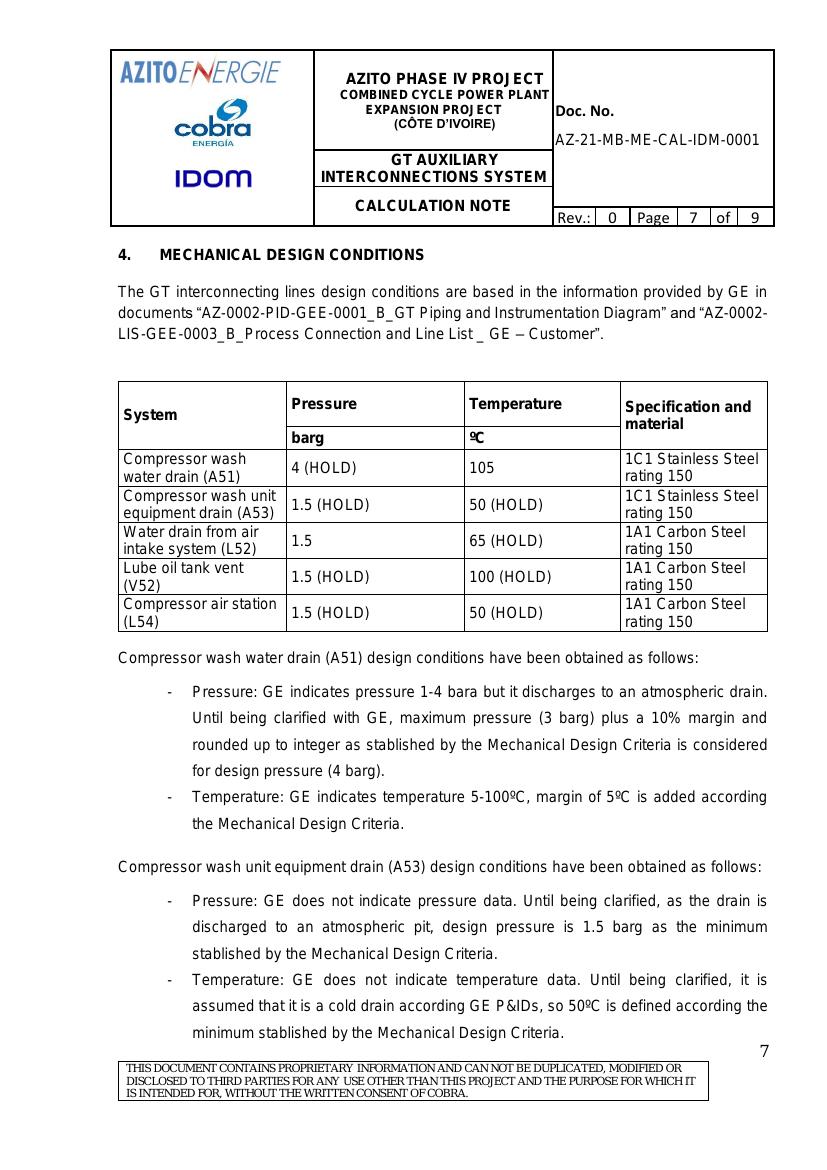 AZITO ENERGIE
cobra
ENERGÍA
IDOM
AZITO PHASE IV PROJECT
COMBINED CYCLE POWER PLANT
EXPANSION PROJECT
(CÔTE D'IVOIRE)
GT AUXILIARY
INTERCONNECTIONS SYSTEM
CALCULATION NOTE
Doc. No.
AZ-21-MB-ME-CAL-IDM-0001
Rev.: 0 Page 7 of 9
4. MECHANICAL DESIGN CONDITIONS
The GT interconnecting lines design conditions are based in the information provided by GE in
documents “AZ-0002-PID-GEE-0001_B_GT Piping and Instrumentation Diagram” and “AZ-0002-
LIS-GEE-0003_B_Process Connection and Line List _ GE – Customer”.
System Pressure Temperature Specification and
material
barg ºC
Compressor wash
water drain (A51) 4 (HOLD) 105 1C1 Stainless Steel
rating 150
Compressor wash unit
equipment drain (A53) 1.5 (HOLD) 50 (HOLD) 1C1 Stainless Steel
rating 150
Water drain from air
intake system (L52) 1.5 65 (HOLD) 1A1 Carbon Steel
rating 150
Lube oil tank vent
(V52) 1.5 (HOLD) 100 (HOLD) 1A1 Carbon Steel
rating 150
Compressor air station
(L54) 1.5 (HOLD) 50 (HOLD) 1A1 Carbon Steel
rating 150
Compressor wash water drain (A51) design conditions have been obtained as follows:
- Pressure: GE indicates pressure 1-4 bara but it discharges to an atmospheric drain.
Until being clarified with GE, maximum pressure (3 barg) plus a 10% margin and
rounded up to integer as stablished by the Mechanical Design Criteria is considered
for design pressure (4 barg).
- Temperature: GE indicates temperature 5-100ºC, margin of 5ºC is added according
the Mechanical Design Criteria.
Compressor wash unit equipment drain (A53) design conditions have been obtained as follows:
- Pressure: GE does not indicate pressure data. Until being clarified, as the drain is
discharged to an atmospheric pit, design pressure is 1.5 barg as the minimum
stablished by the Mechanical Design Criteria.
- Temperature: GE does not indicate temperature data. Until being clarified, it is
assumed that it is a cold drain according GE P&IDs, so 50ºC is defined according the
minimum stablished by the Mechanical Design Criteria.
7
THIS DOCUMENT CONTAINS PROPRIETARY INFORMATION AND CAN NOT BE DUPLICATED, MODIFIED OR
DISCLOSED TO THIRD PARTIES FOR ANY USE OTHER THAN THIS PROJECT AND THE PURPOSE FOR WHICH IT
IS INTENDED FOR, WITHOUT THE WRITTEN CONSENT OF COBRA.